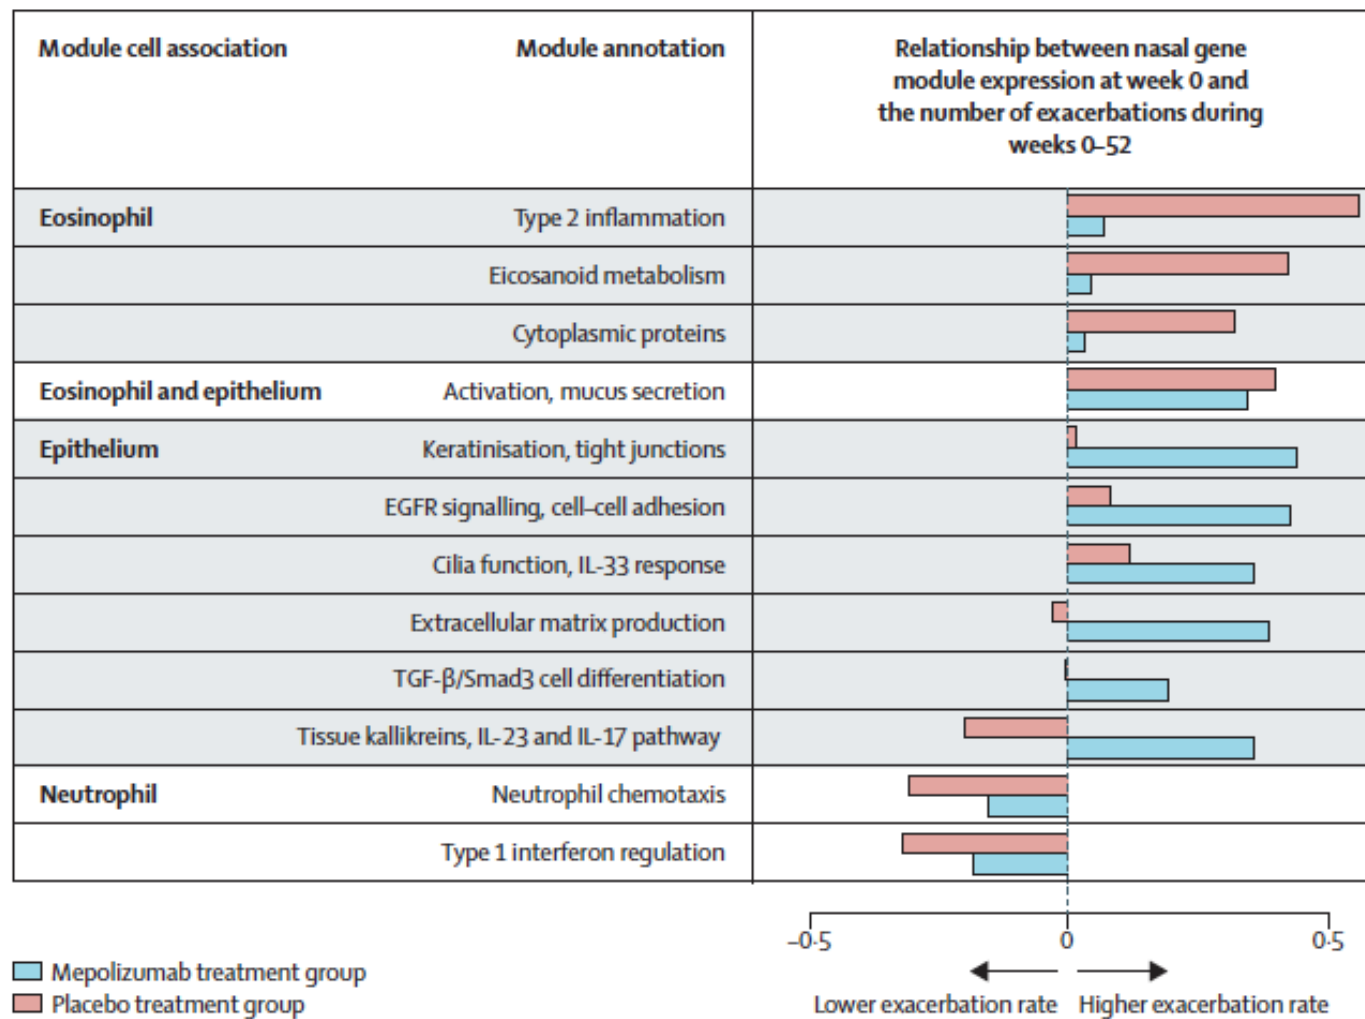 Module cell association
Module annotation
Relationship between nasal gene
module expression at week 0 and
the number of exacerbations during
weeks 0–52
Eosinophil
Type 2 inflammation
Eicosanoid metabolism
Cytoplasmic proteins
Eosinophil and epithelium
Activation, mucus secretion
Epithelium
Keratinisation, tight junctions
EGFR signalling, cell–cell adhesion
Cilia function, IL-33 response
Extracellular matrix production
TGF-β/Smad3 cell differentiation
Tissue kallikreins, IL-23 and IL-17 pathway
Neutrophil
Neutrophil chemotaxis
Type 1 interferon regulation
–0·5
0
0·5
Lower exacerbation rate
Higher exacerbation rate
Mepolizumab treatment group
Placebo treatment group